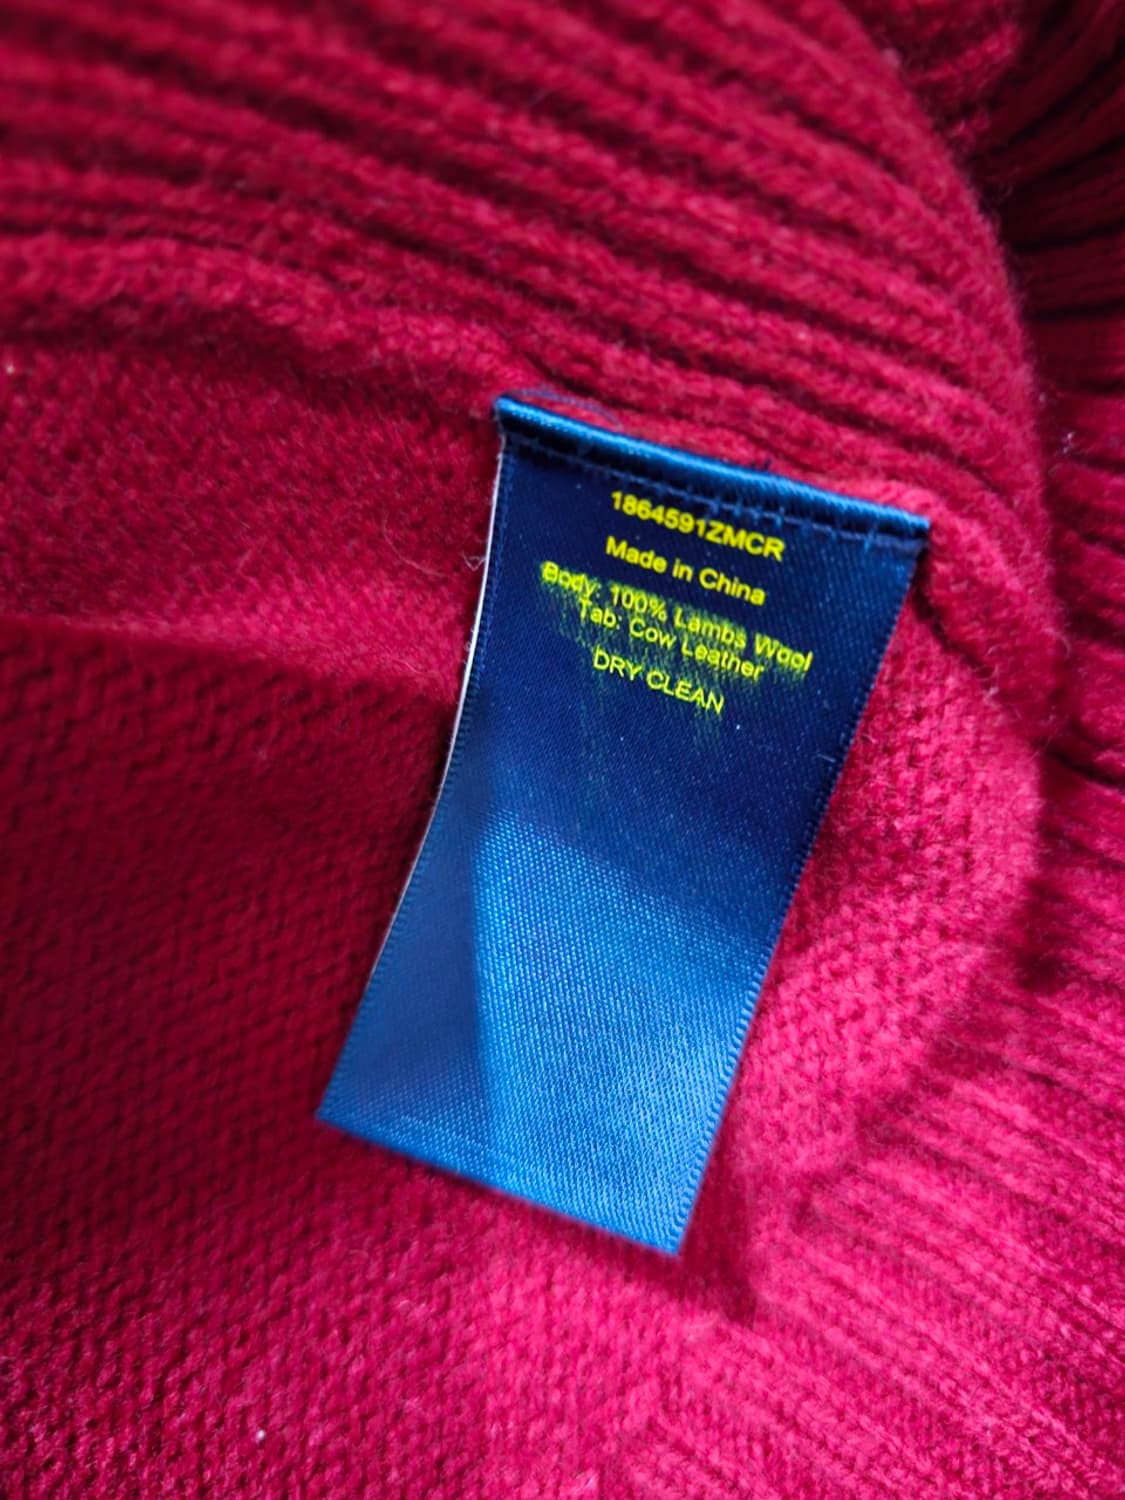 1864591ZMCR
Made in China
Body: 100% Lambs Wool
Tab: Cow Leather
DRY CLEAN